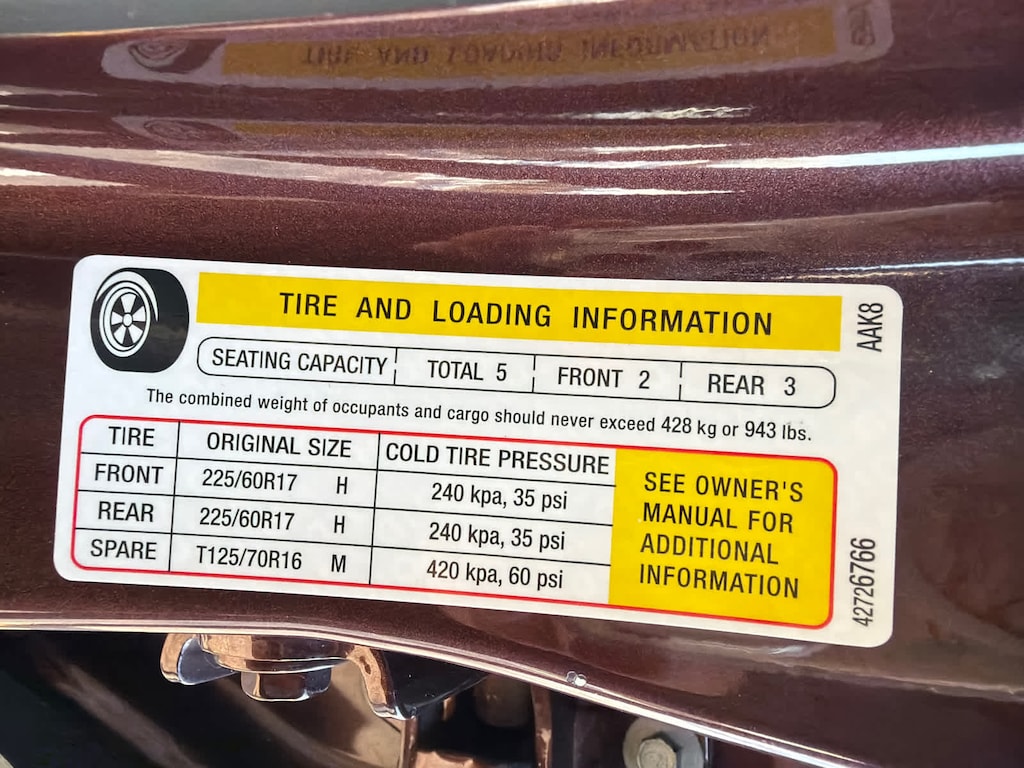 TIRE AND LOADING INFORMATION
AAK8
SEATING CAPACITY TOTAL 5 FRONT 2 REAR 3
The combined weight of occupants and cargo should never exceed 428 kg or 943 lbs.
TIRE ORIGINAL SIZE COLD TIRE PRESSURE
FRONT 225/60R17 H 240 kpa, 35 psi
REAR 225/60R17 H 240 kpa, 35 psi
SPARE T125/70R16 M 420 kpa, 60 psi
SEE OWNER'S
MANUAL FOR
ADDITIONAL
INFORMATION
42726766